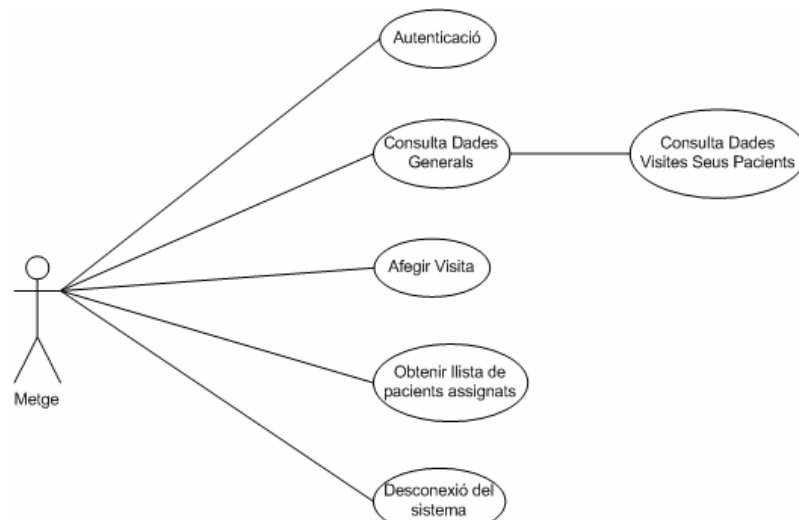 Autenticació
Consulta Dades
Generals
Consulta Dades
Visites Seus Pacients
Afegir Visita
Obtenir llista de
pacients assignats
Metge
Desconexió del
sistema